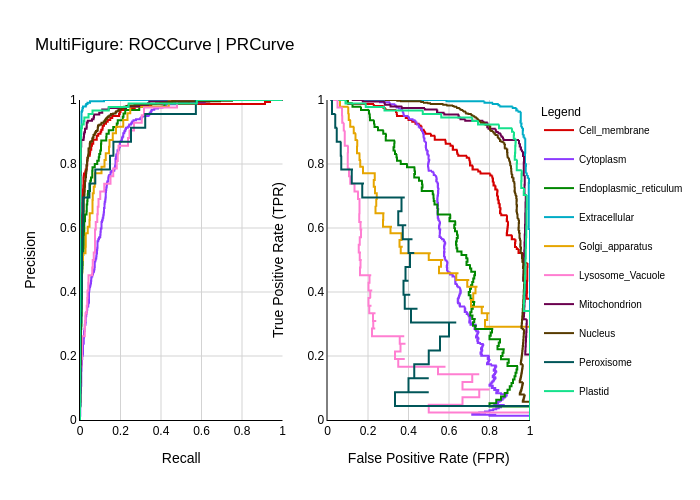 MultiFigure: ROCCurve | PRCurve
Precision
1
0.8
0.6
0.4
0.2
0
0 0.2 0.4 0.6 0.8 1
Recall
True Positive Rate (TPR)
1
0.8
0.6
0.4
0.2
0
0 0.2 0.4 0.6 0.8 1
False Positive Rate (FPR)
Legend
Cell_membrane
Cytoplasm
Endoplasmic_reticulum
Extracellular
Golgi_apparatus
Lysosome_Vacuole
Mitochondrion
Nucleus
Peroxisome
Plastid